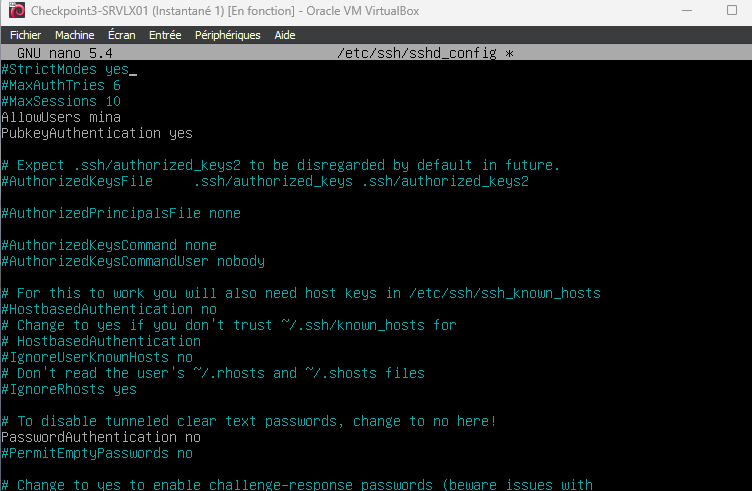 Checkpoint3-SRVLX01 (Instantané 1) [En fonction] - Oracle VM VirtualBox
Fichier Machine Écran Entrée Périphériques Aide
GNU nano 5.4 /etc/ssh/sshd_config *
#StrictModes yes
#MaxAuthTries 6
#MaxSessions 10
AllowUsers mina
PubkeyAuthentication yes
# Expect .ssh/authorized_keys2 to be disregarded by default in future.
#AuthorizedKeysFile .ssh/authorized_keys .ssh/authorized_keys2
#AuthorizedPrincipalsFile none
#AuthorizedKeysCommand none
#AuthorizedKeysCommandUser nobody
# For this to work you will also need host keys in /etc/ssh/ssh_known_hosts
#HostbasedAuthentication no
# Change to yes if you don't trust ~/.ssh/known_hosts for
# HostbasedAuthentication
#IgnoreUserKnownHosts no
# Don't read the user's ~/.rhosts and ~/.shosts files
#IgnoreRhosts yes
# To disable tunneled clear text passwords, change to no here!
PasswordAuthentication no
#PermitEmptyPasswords no
# Change to yes to enable challenge-response passwords (beware issues with